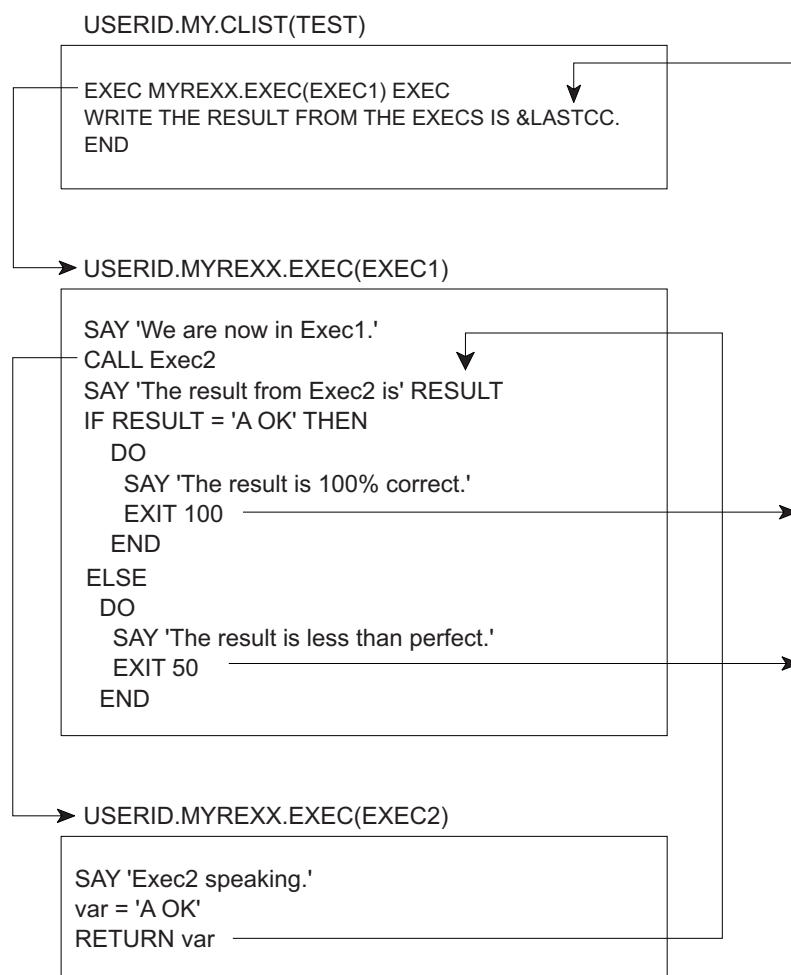 USERID.MY.CLIST(TEST)
EXEC MYREXX.EXEC(EXEC1) EXEC
WRITE THE RESULT FROM THE EXECS IS &LASTCC.
END
USERID.MYREXX.EXEC(EXEC1)
SAY 'We are now in Exec1.'
CALL Exec2
SAY 'The result from Exec2 is' RESULT
IF RESULT = 'A OK' THEN
DO
SAY 'The result is 100% correct.'
EXIT 100
END
ELSE
DO
SAY 'The result is less than perfect.'
EXIT 50
END
USERID.MYREXX.EXEC(EXEC2)
SAY 'Exec2 speaking.'
var = 'A OK'
RETURN var